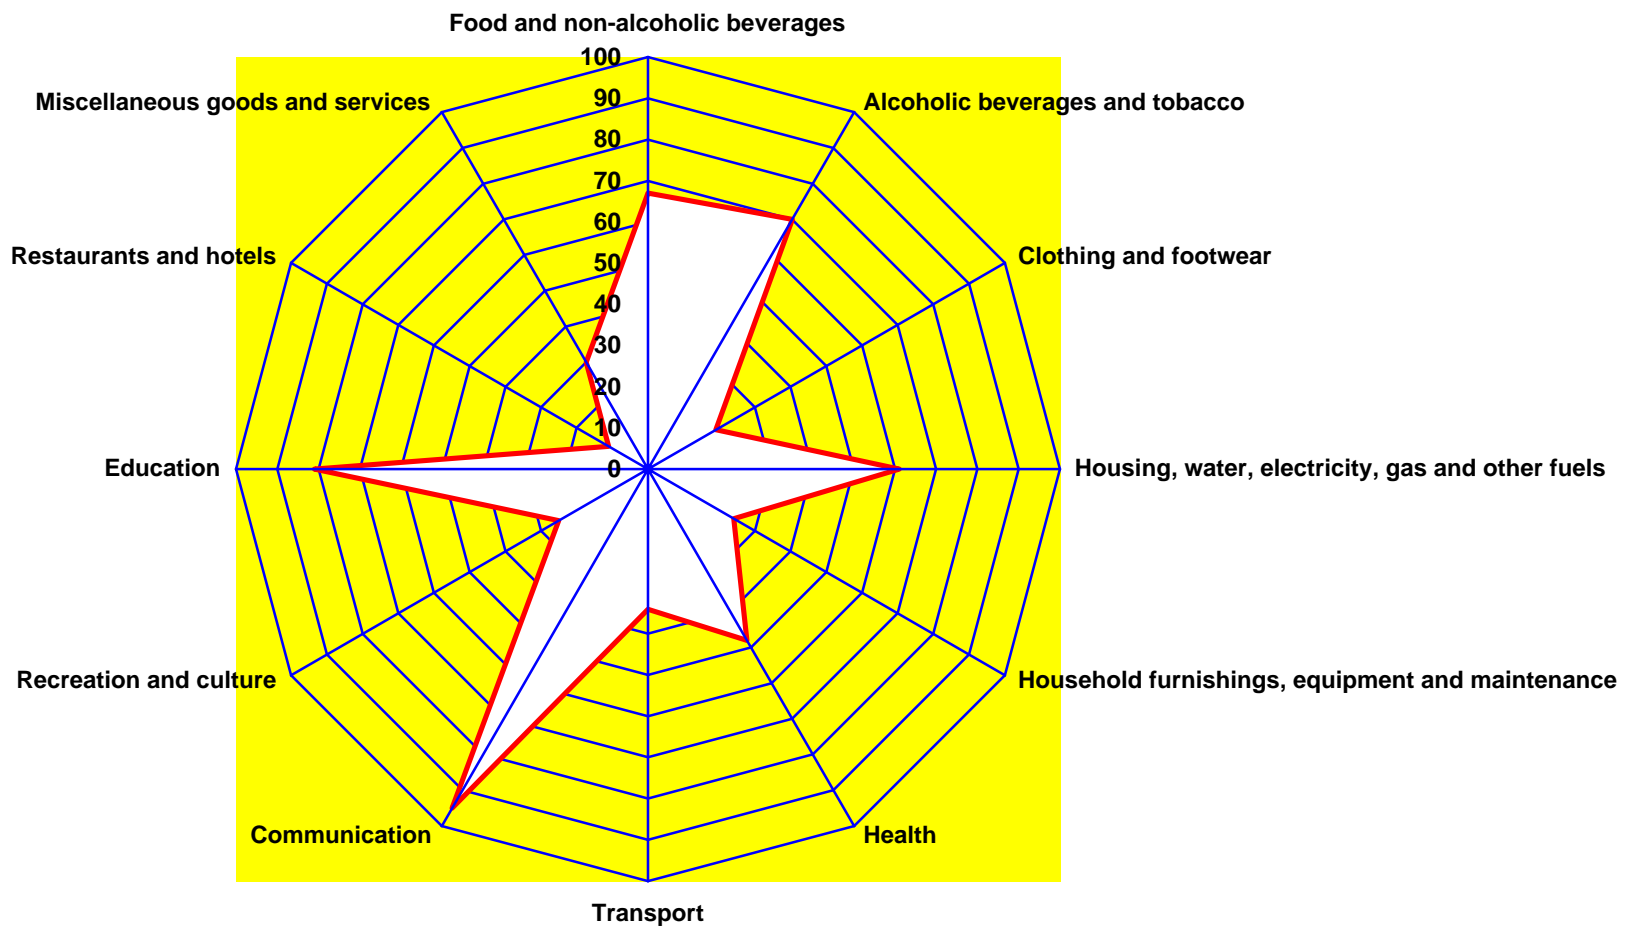 Food and non-alcoholic beverages
100
90
Miscellaneous goods and services
Alcoholic beverages and tobacco
80
70
60
Restaurants and hotels
50
Clothing and footwear
40
30
20
10
Education
0
Housing, water, electricity, gas and other fuels
Recreation and culture
Household furnishings, equipment and maintenance
Communication
Health
Transport